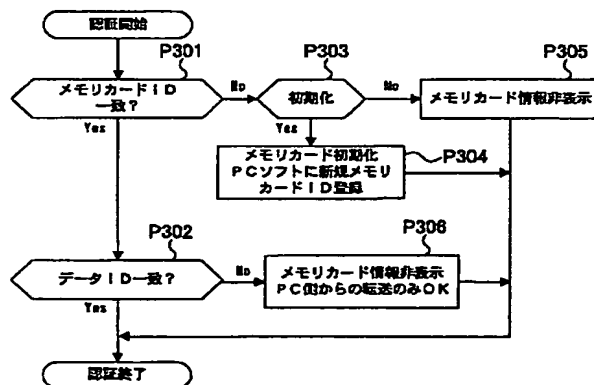 認証開始
P301
P303
P305
メモリカードID
一致?
No
初期化
No
メモリカード情報非表示
Yes
Yes
メモリカード初期化
PCソフトに新規メモリ
カードID登録
P304
P302
P306
データID一致?
No
メモリカード情報非表示
PC側からの転送のみOK
Yes
認証終了